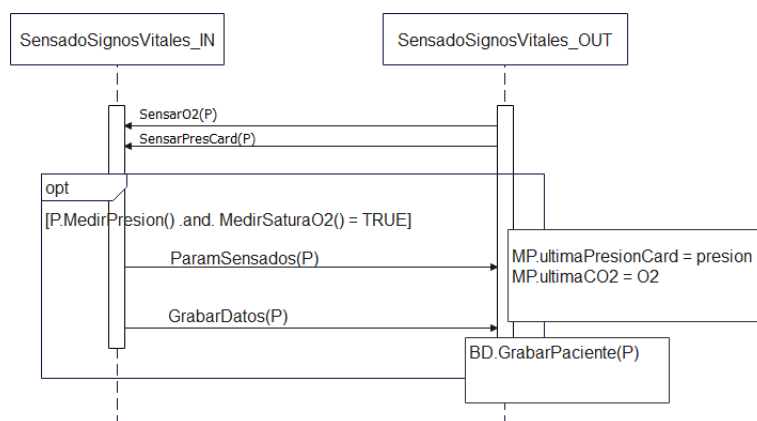 SensadoSignosVitales_IN
SensadoSignosVitales_OUT
SensarO2(P)
SensarPresCard(P)
opt
[P.MedirPresion() .and. MedirSaturaO2() = TRUE]
ParamSensados(P)
MP.ultimaPresionCard = presion
MP.ultimaCO2 = O2
GrabarDatos(P)
BD.GrabarPaciente(P)